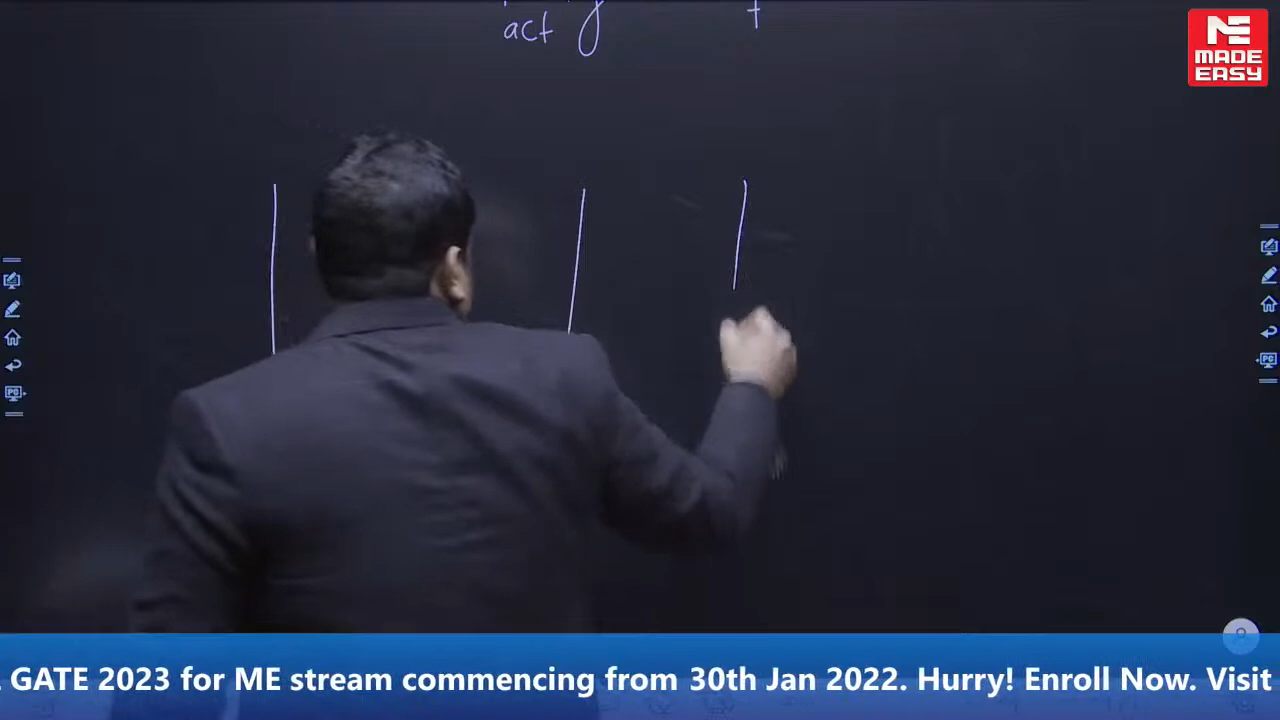 act
MADE
EASY
GATE 2023 for ME stream commencing from 30th Jan 2022. Hurry! Enroll Now. Visit